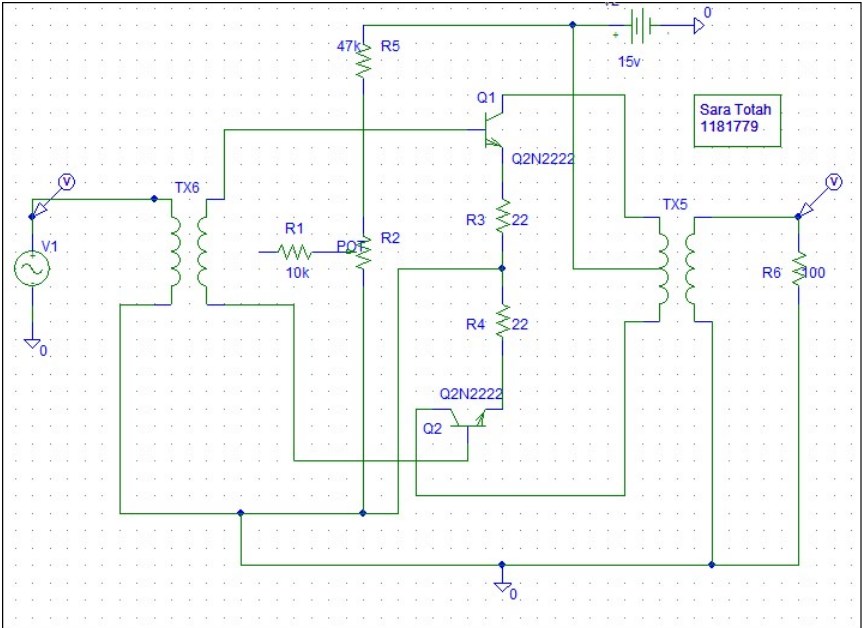 0
15v
47k
R5
Q1
Q2N2222
Sara Totah
1181779
V
TX6
V
TX5
V1
R1
10k
POT
R2
R3
22
R6
100
R4
22
0
Q2N2222
Q2
0